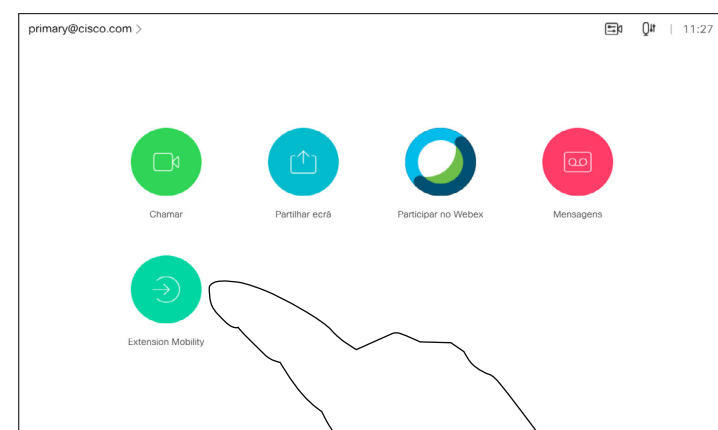 primary@cisco.com >
11:27
Chamar
Partilhar ecrã
Participar no Webex
Mensagens
Extension Mobility